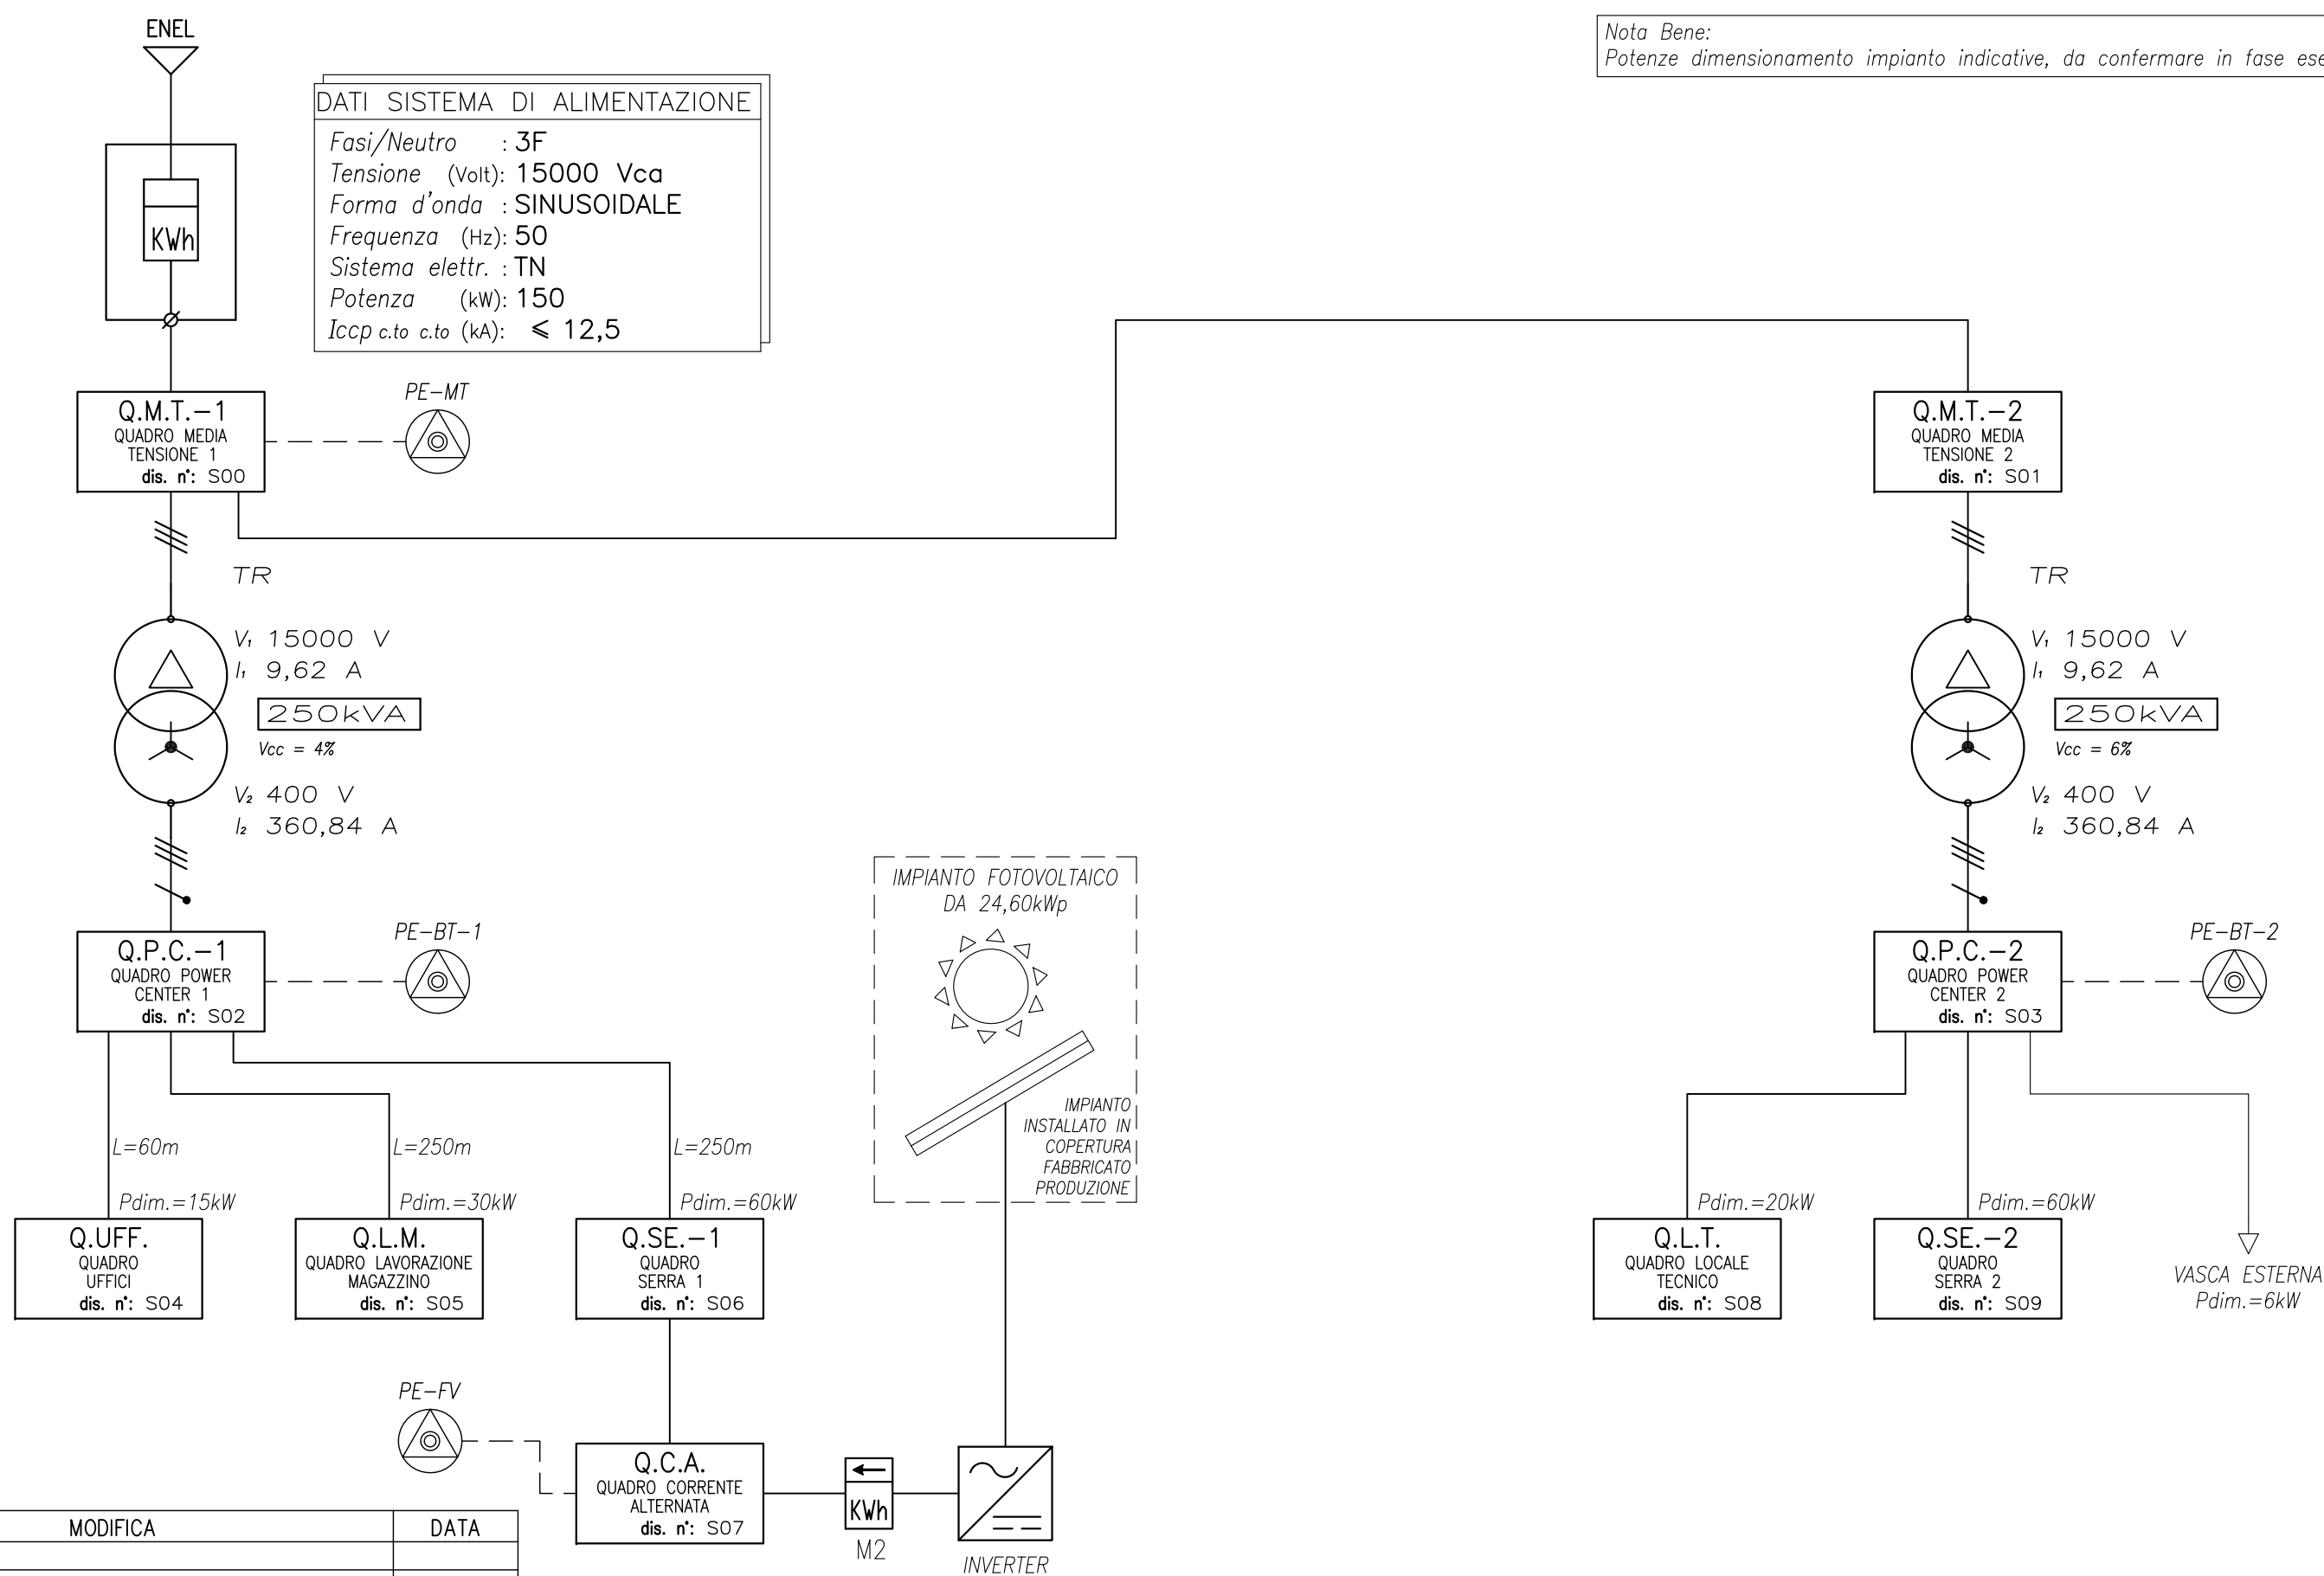 ENEL
KWh
DATI SISTEMA DI ALIMENTAZIONE
Fasi/Neutro : 3F
Tensione (Volt): 15000 Vca
Forma d'onda : SINUSOIDALE
Frequenza (Hz): 50
Sistema elettr. : TN
Potenza (kW): 150
Iccp c.to c.to (kA): ⩽ 12,5
Nota Bene:
Potenze dimensionamento impianto indicative, da confermare in fase ese
Q.M.T.-1
QUADRO MEDIA
TENSIONE 1
dis. n°: S00
PE-MT
Q.M.T.-2
QUADRO MEDIA
TENSIONE 2
dis. n°: S01
TR
V₁ 15000 V
I₁ 9,62 A
250kVA
Vcc = 4%
V₂ 400 V
I₂ 360,84 A
TR
V₁ 15000 V
I₁ 9,62 A
250kVA
Vcc = 6%
V₂ 400 V
I₂ 360,84 A
Q.P.C.-1
QUADRO POWER
CENTER 1
dis. n°: S02
PE-BT-1
IMPIANTO FOTOVOLTAICO
DA 24,60kWp
IMPIANTO
INSTALLATO IN
COPERTURA
FABBRICATO
PRODUZIONE
Q.P.C.-2
QUADRO POWER
CENTER 2
dis. n°: S03
PE-BT-2
L=60m
Pdim.=15kW
Q.UFF.
QUADRO
UFFICI
dis. n°: S04
L=250m
Pdim.=30kW
Q.L.M.
QUADRO LAVORAZIONE
MAGAZZINO
dis. n°: S05
L=250m
Pdim.=60kW
Q.SE.-1
QUADRO
SERRA 1
dis. n°: S06
Pdim.=20kW
Q.L.T.
QUADRO LOCALE
TECNICO
dis. n°: S08
Pdim.=60kW
Q.SE.-2
QUADRO
SERRA 2
dis. n°: S09
VASCA ESTERNA
Pdim.=6kW
PE-FV
Q.C.A.
QUADRO CORRENTE
ALTERNATA
dis. n°: S07
KWh
M2
INVERTER
MODIFICA DATA